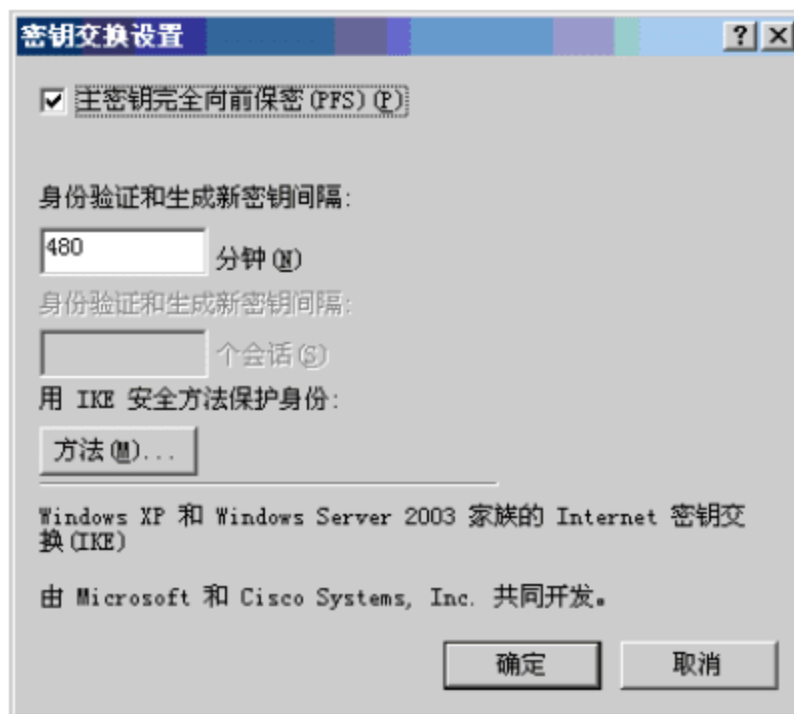 密钥交换设置
主密钥完全向前保密(PFS)(P)
身份验证和生成新密钥间隔:
480
分钟(N)
身份验证和生成新密钥间隔:
个会话(S)
用 IKE 安全方法保护身份:
方法(M)...
Windows XP 和 Windows Server 2003 家族的 Internet 密钥交
换(IKE)
由 Microsoft 和 Cisco Systems, Inc. 共同开发。
确定
取消